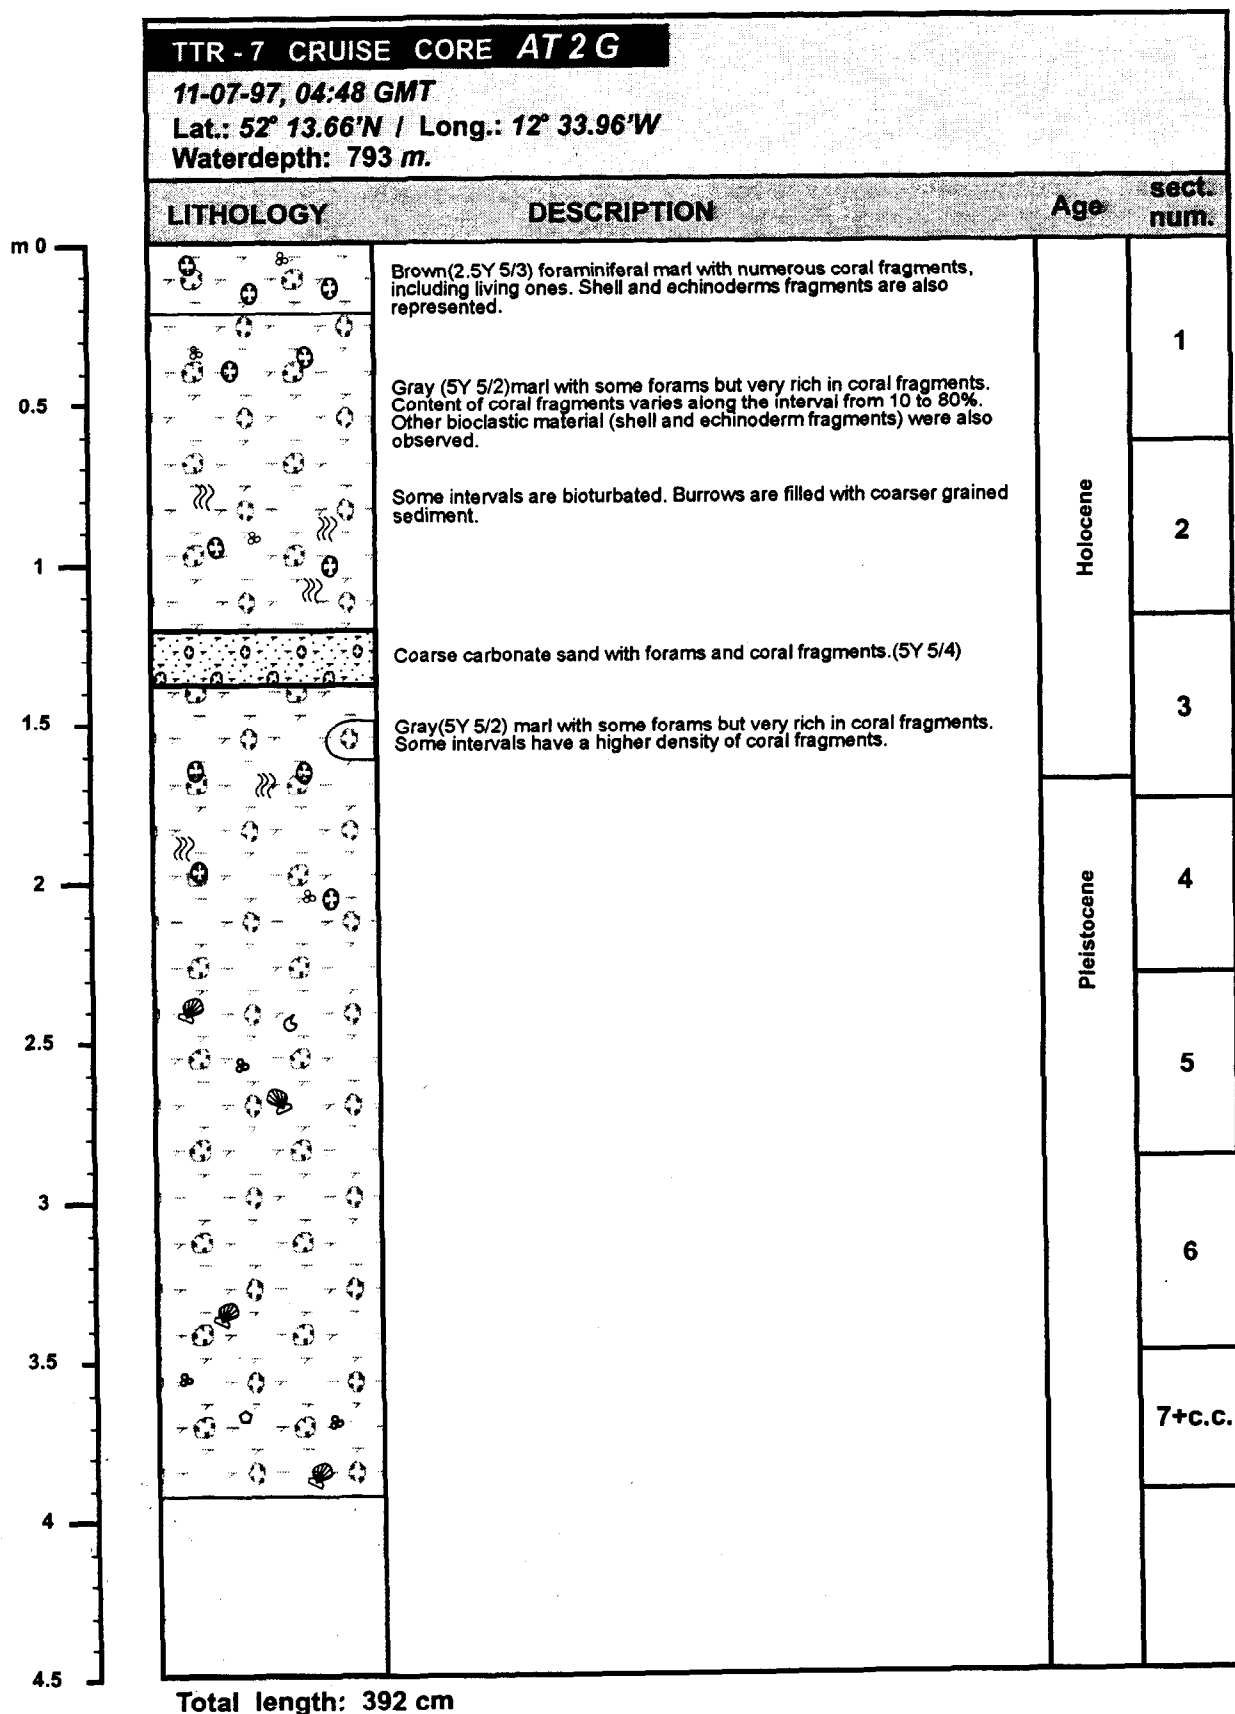 TTR - 7 CRUISE CORE AT 2 G
11-07-97, 04:48 GMT
Lat.: 52° 13.66'N / Long.: 12° 33.96'W
Waterdepth: 793 m.
LITHOLOGY DESCRIPTION Age sect. num.
m 0
Brown(2.5Y 5/3) foraminiferal marl with numerous coral fragments,
including living ones. Shell and echinoderms fragments are also
represented.
1
Gray (5Y 5/2)marl with some forams but very rich in coral fragments.
0.5
Content of coral fragments varies along the interval from 10 to 80%.
Other bioclastic material (shell and echinoderm fragments) were also
observed.
Some intervals are bioturbated. Burrows are filled with coarser grained
sediment.
Holocene
2
1
Coarse carbonate sand with forams and coral fragments.(5Y 5/4)
3
1.5
Gray(5Y 5/2) marl with some forams but very rich in coral fragments.
Some intervals have a higher density of coral fragments.
2
4
Pleistocene
2.5
5
3
6
3.5
7+c.c.
4
4.5
Total length: 392 cm